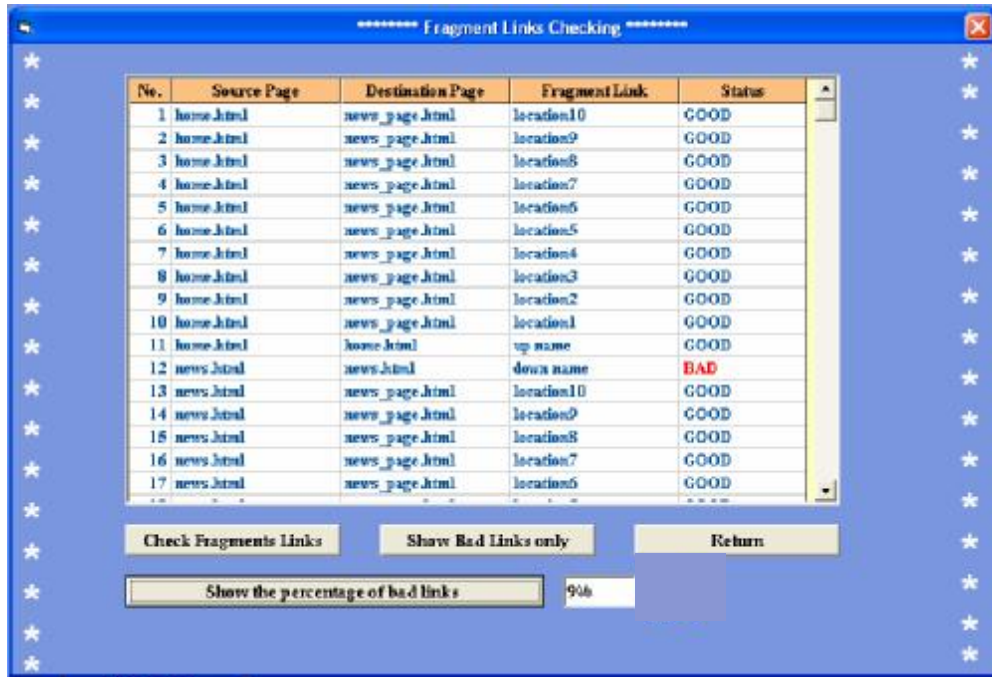 ******** Fragment Links Checking ********
No. Source Page Destination Page Fragment Link Status
1 home.html news_page.html location10 GOOD
2 home.html news_page.html location9 GOOD
3 home.html news_page.html location8 GOOD
4 home.html news_page.html location7 GOOD
5 home.html news_page.html location6 GOOD
6 home.html news_page.html location5 GOOD
7 home.html news_page.html location4 GOOD
8 home.html news_page.html location3 GOOD
9 home.html news_page.html location2 GOOD
10 home.html news_page.html location1 GOOD
11 home.html home.html up name GOOD
12 news.html news.html down name BAD
13 news.html news_page.html location10 GOOD
14 news.html news_page.html location9 GOOD
15 news.html news_page.html location8 GOOD
16 news.html news_page.html location7 GOOD
17 news.html news_page.html location6 GOOD
Check Fragments Links Show Bad Links only Return
Show the percentage of bad links 9%